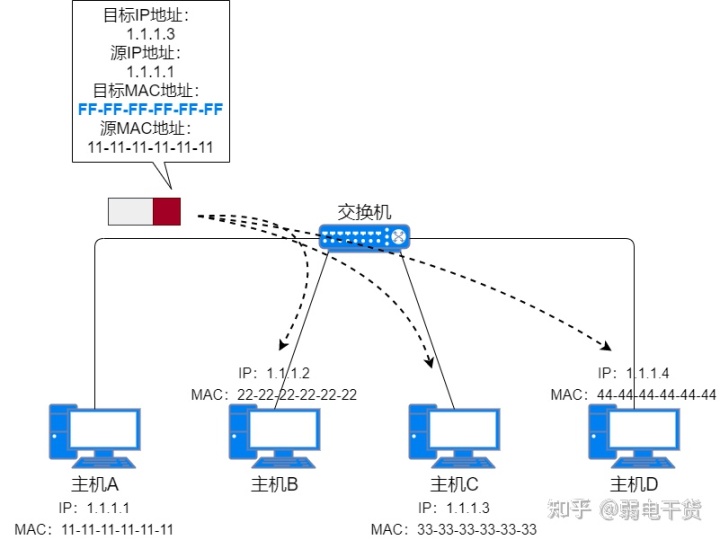 目标IP地址：
1.1.1.3
源IP地址：
1.1.1.1
目标MAC地址：
FF-FF-FF-FF-FF-FF
源MAC地址：
11-11-11-11-11-11
交换机
IP：1.1.1.2
MAC：22-22-22-22-22-22
IP：1.1.1.4
MAC：44-44-44-44-44-44
主机A
主机B
主机C
主机D
IP：1.1.1.1
MAC：11-11-11-11-11-11
IP：1.1.1.3
MAC：33-33-33-33-33-33
知乎 @弱电干货